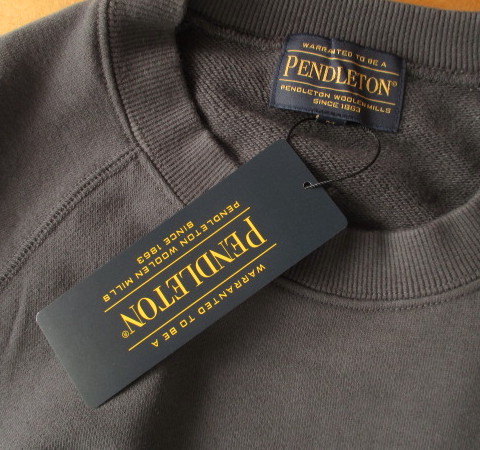 WARRANTED TO BE A
PENDLETON®
PENDLETON WOOLEN MILLS
SINCE 1863
WARRANTED TO BE A
PENDLETON®
PENDLETON WOOLEN MILLS
SINCE 1863